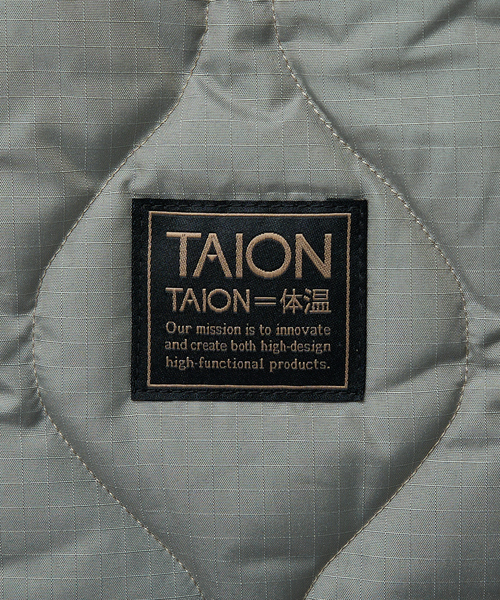 TAION
TAION=体温
Our mission is to innovate
and create both high-design
high-functional products.